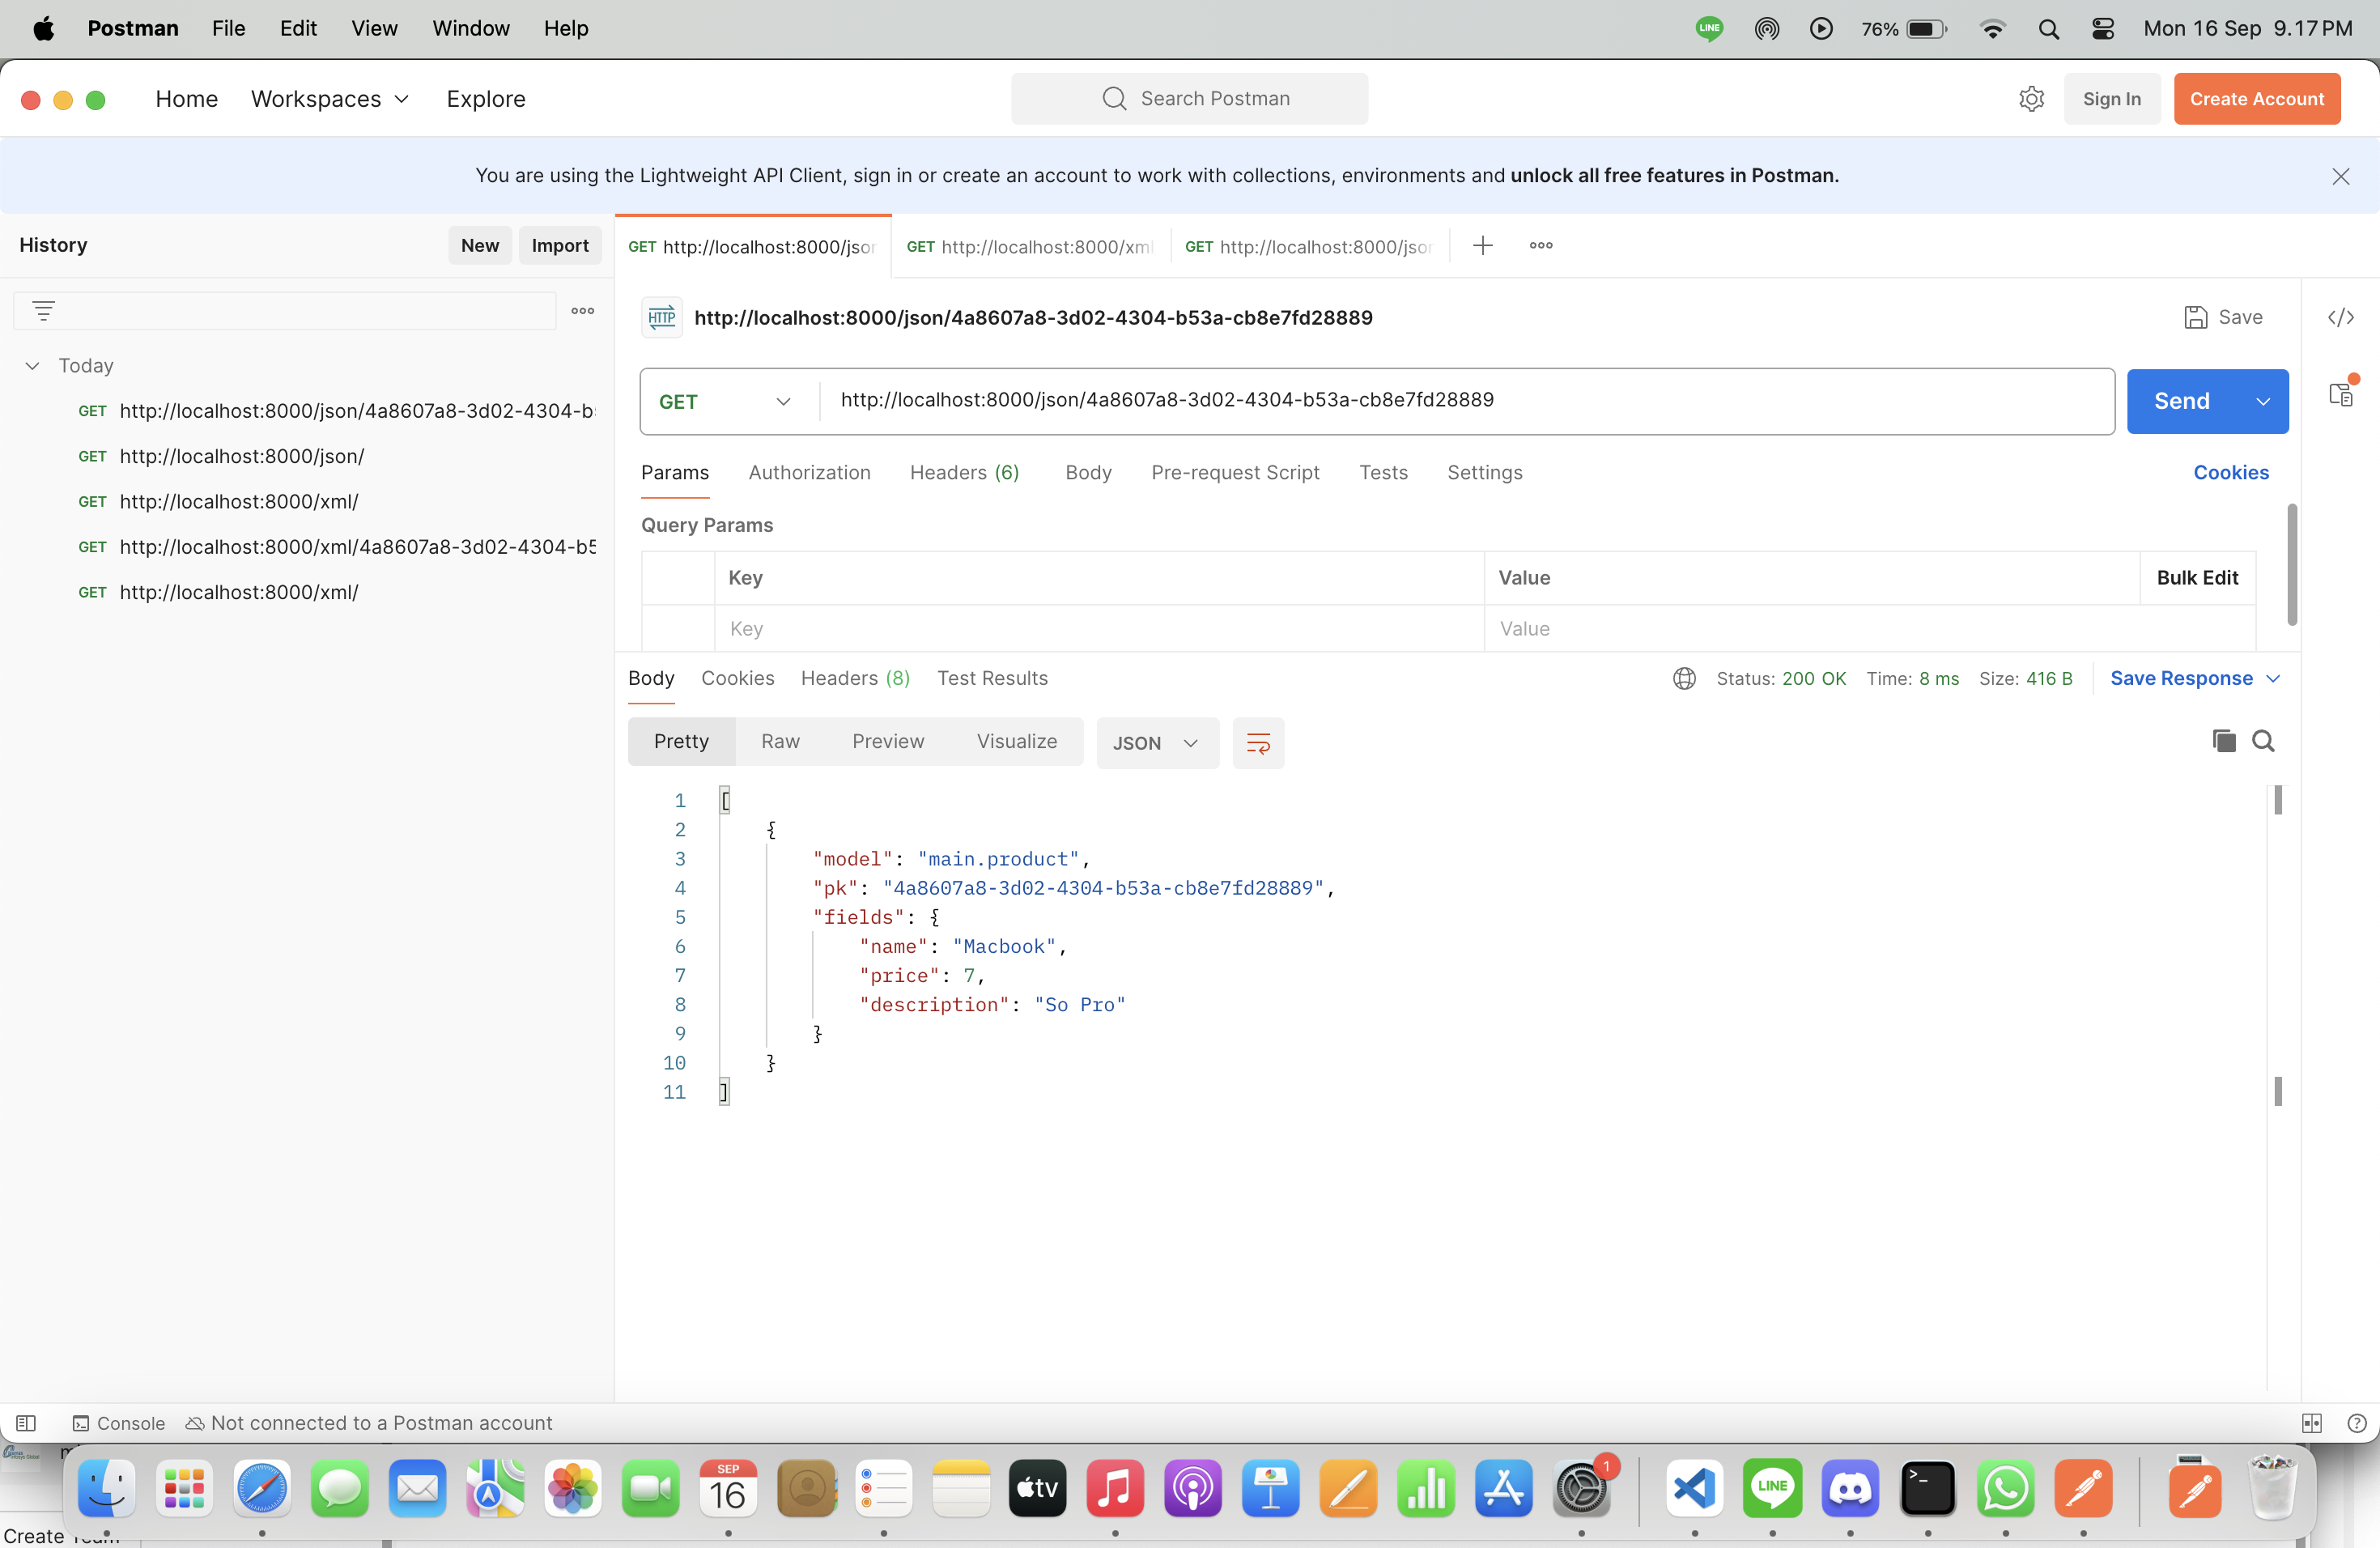 Postman File Edit View Window Help LINE 76% Mon 16 Sep 9.17 PM
Home Workspaces Explore Search Postman Sign In Create Account
You are using the Lightweight API Client, sign in or create an account to work with collections, environments and unlock all free features in Postman.
History New Import
GET http://localhost:8000/jso GET http://localhost:8000/xml GET http://localhost:8000/jso
HTTP http://localhost:8000/json/4a8607a8-3d02-4304-b53a-cb8e7fd28889 Save
Today
GET http://localhost:8000/json/4a8607a8-3d02-4304-b
GET http://localhost:8000/json/
GET http://localhost:8000/xml/
GET http://localhost:8000/xml/4a8607a8-3d02-4304-b5
GET http://localhost:8000/xml/
GET http://localhost:8000/json/4a8607a8-3d02-4304-b53a-cb8e7fd28889 Send
Params Authorization Headers (6) Body Pre-request Script Tests Settings Cookies
Query Params
Key Value Bulk Edit
Key Value
Body Cookies Headers (8) Test Results Status: 200 OK Time: 8 ms Size: 416 B Save Response
Pretty Raw Preview Visualize JSON
1 [
2 {
3 "model": "main.product",
4 "pk": "4a8607a8-3d02-4304-b53a-cb8e7fd28889",
5 "fields": {
6 "name": "Macbook",
7 "price": 7,
8 "description": "So Pro"
9 }
10 }
11 ]
Console Not connected to a Postman account
SEP
16
tv
1
LINE
Create Team